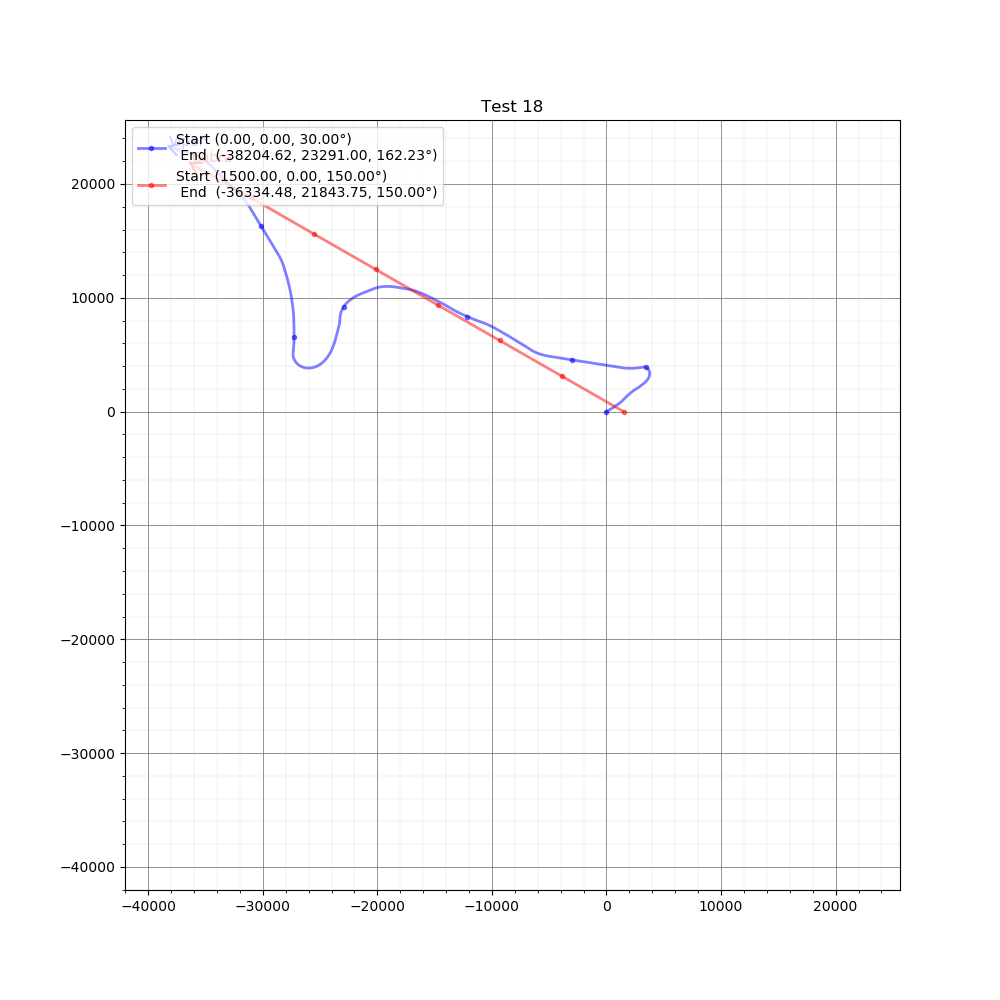 Test 18
Start (0.00, 0.00, 30.00°)
End (-38204.62, 23291.00, 162.23°)
Start (1500.00, 0.00, 150.00°)
End (-36334.48, 21843.75, 150.00°)
20000
10000
0
−10000
−20000
−30000
−40000
−40000 −30000 −20000 −10000 0 10000 20000